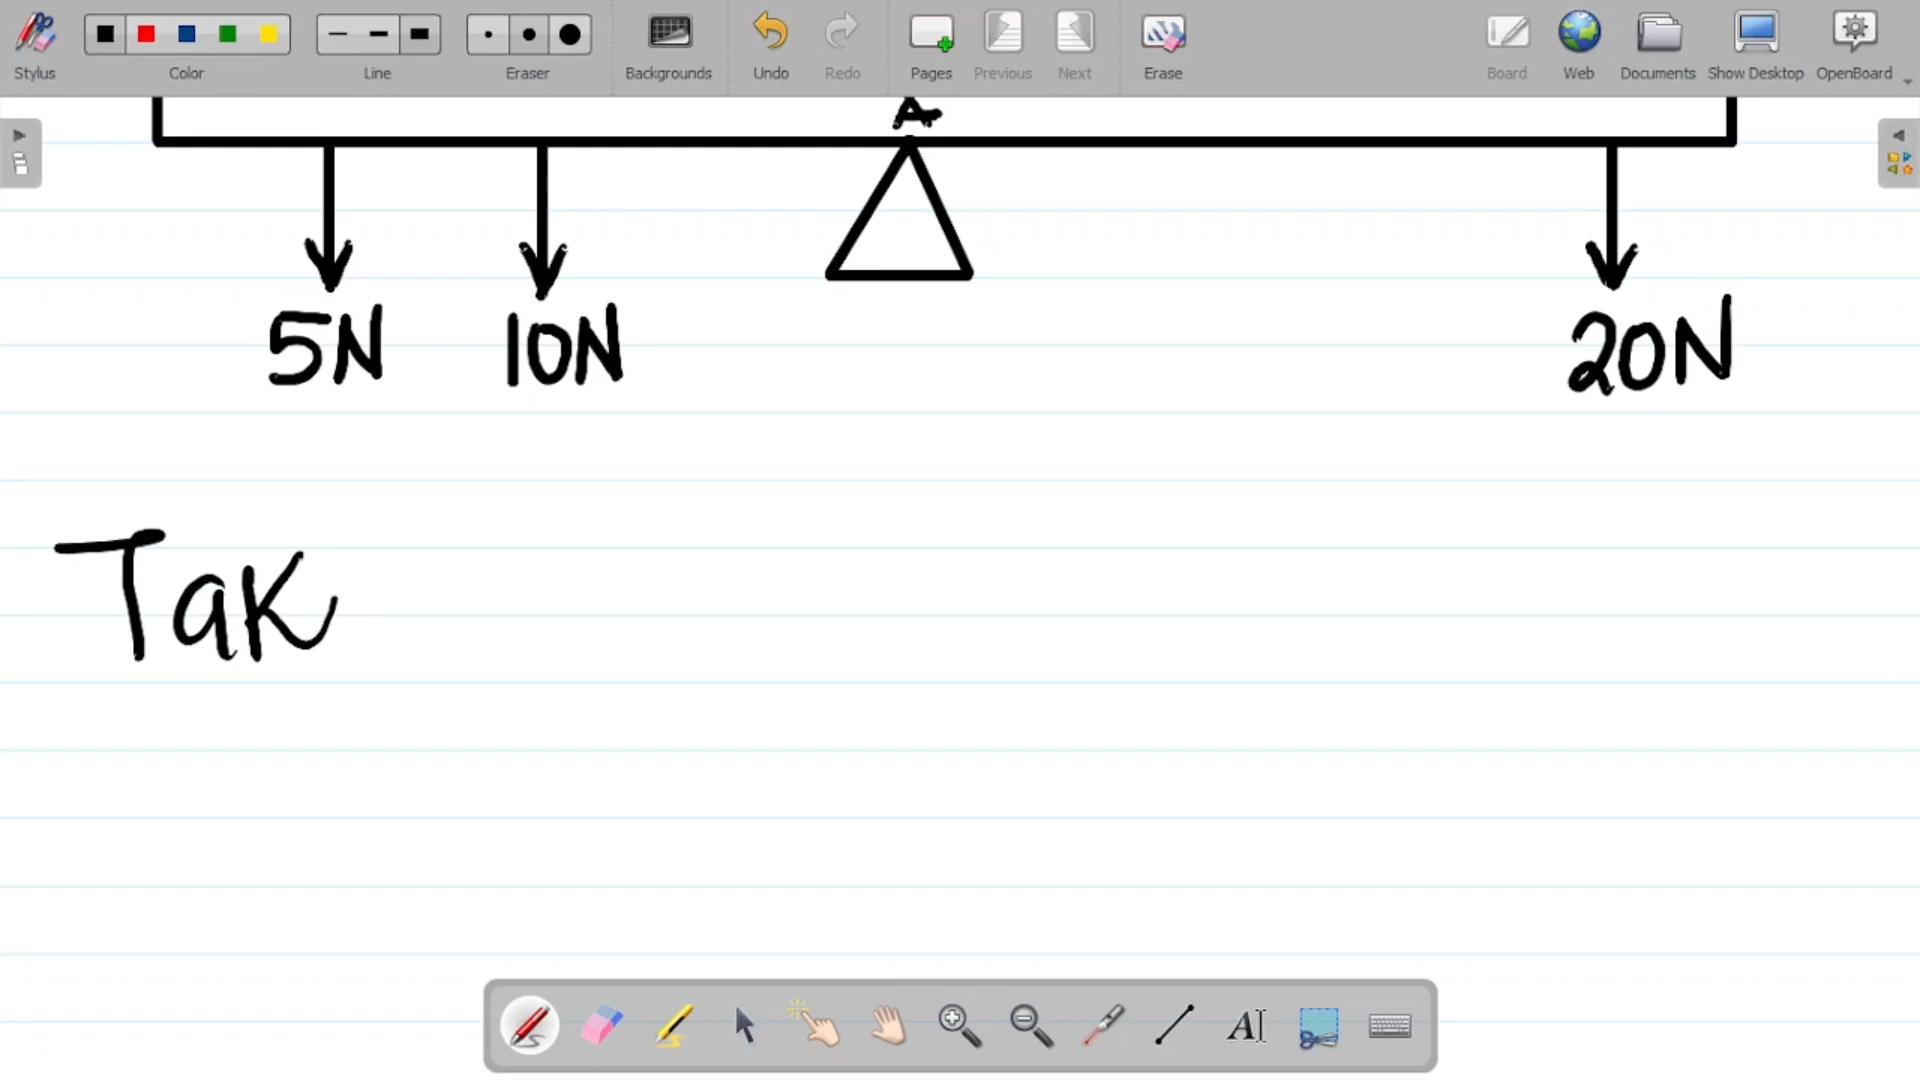 Stylus Color Line Eraser Backgrounds Undo Redo Pages Previous Next Erase Board Web Documents Show Desktop OpenBoard
A
5N 10N 20N
Tak